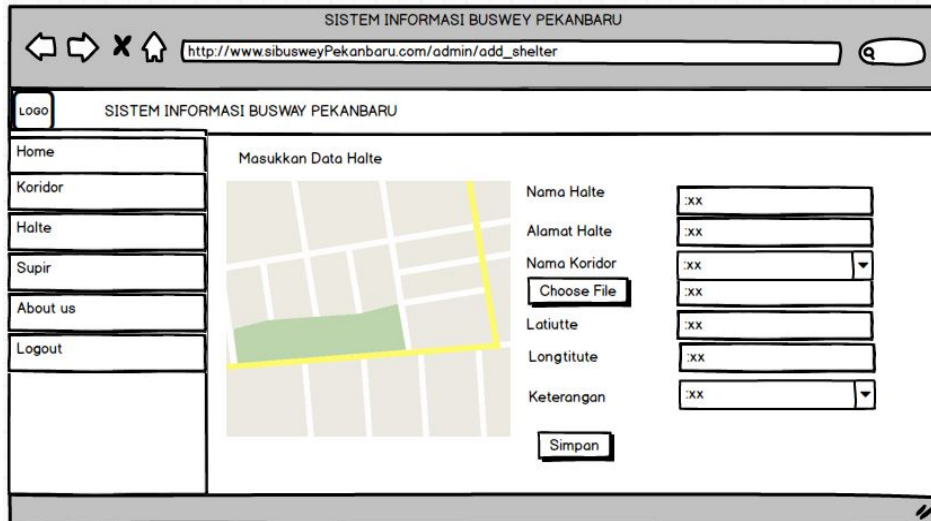 SISTEM INFORMASI BUSWEY PEKANBARU
http://www.sibusweyPekanbaru.com/admin/add_shelter
LOGO
SISTEM INFORMASI BUSWAY PEKANBARU
Home
Koridor
Halte
Supir
About us
Logout
Masukkan Data Halte
Nama Halte :xx
Alamat Halte :xx
Nama Koridor :xx
Choose File :xx
Latiutte :xx
Longtitute :xx
Keterangan :xx
Simpan